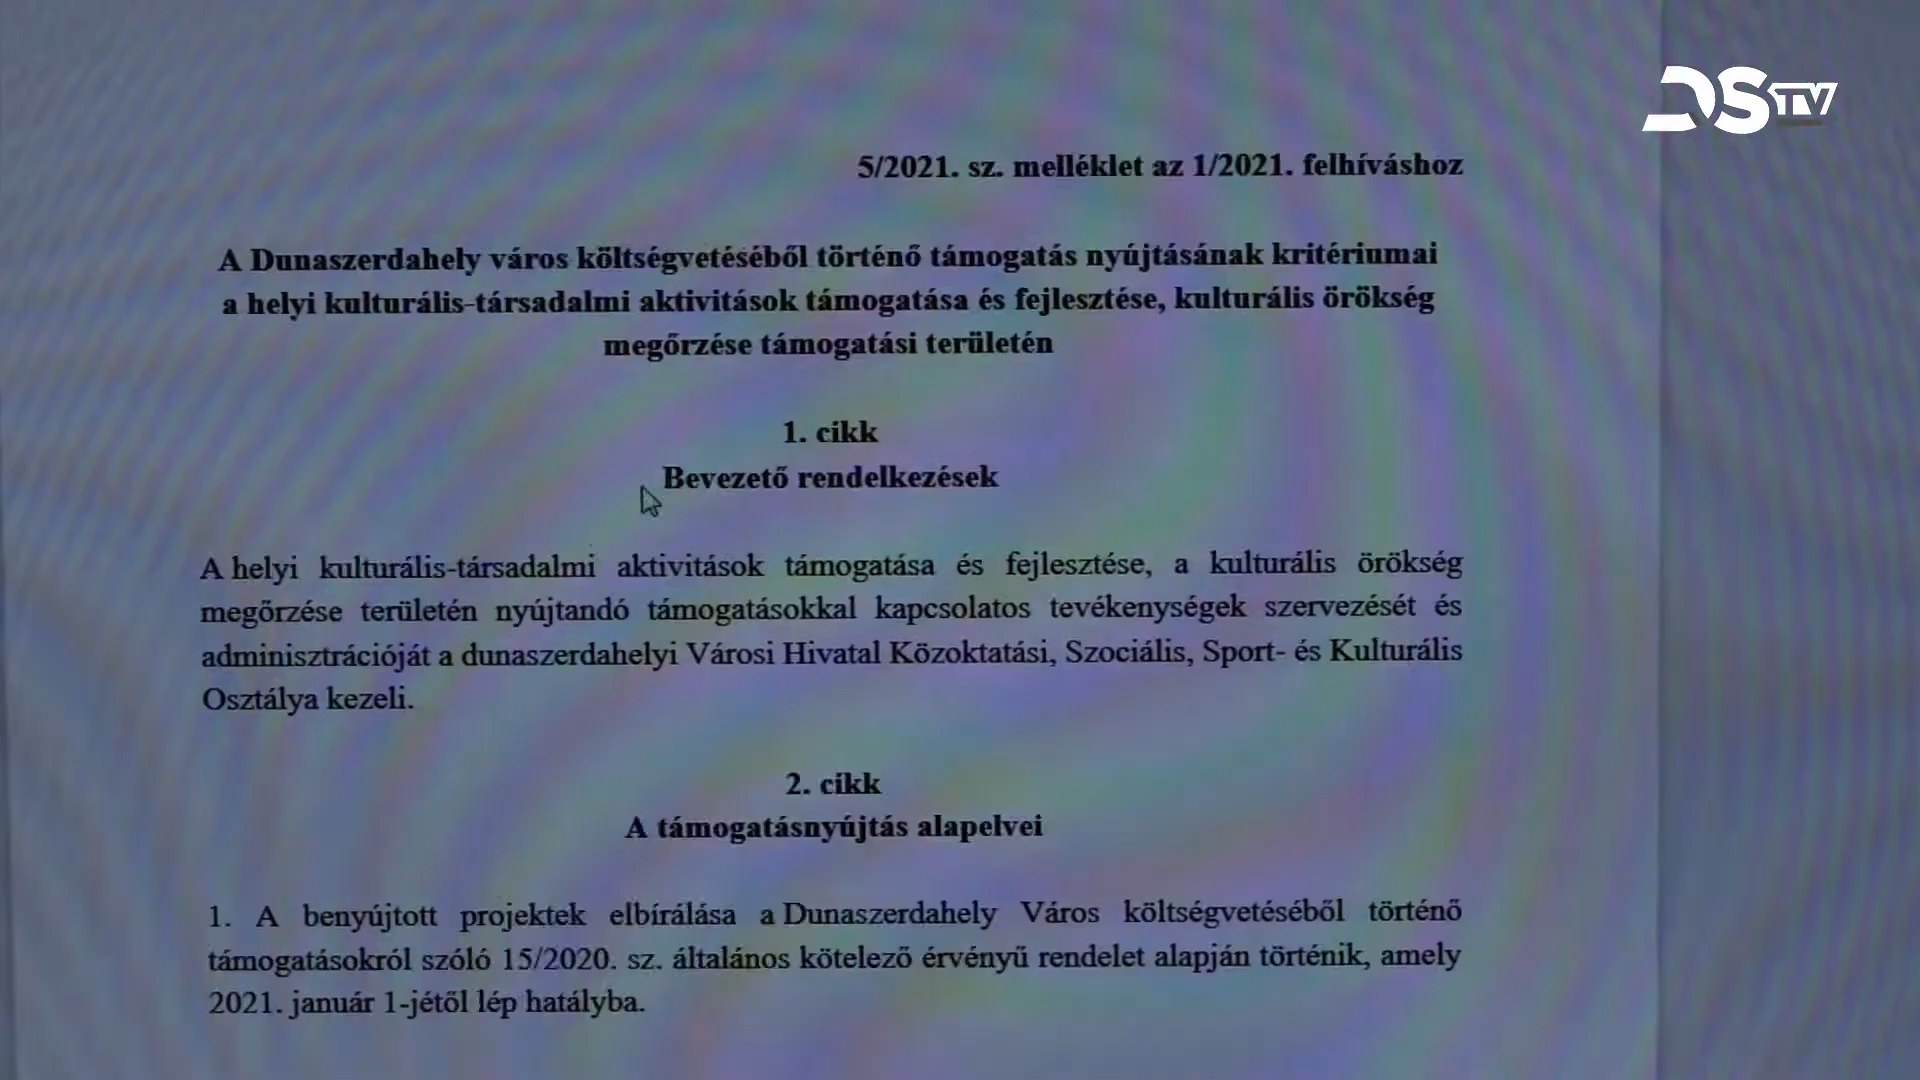 DSTV
5/2021. sz. melléklet az 1/2021. felhíváshoz
A Dunaszerdahely város költségvetéséből történő támogatás nyújtásának kritériumai
a helyi kulturális-társadalmi aktivitások támogatása és fejlesztése, kulturális örökség
megőrzése támogatási területén
1. cikk
Bevezető rendelkezések
A helyi kulturális-társadalmi aktivitások támogatása és fejlesztése, a kulturális örökség
megőrzése területén nyújtandó támogatásokkal kapcsolatos tevékenységek szervezését és
adminisztrációját a dunaszerdahelyi Városi Hivatal Közoktatási, Szociális, Sport- és Kulturális
Osztálya kezeli.
2. cikk
A támogatásnyújtás alapelvei
1. A benyújtott projektek elbírálása a Dunaszerdahely Város költségvetéséből történő
támogatásokról szóló 15/2020. sz. általános kötelező érvényű rendelet alapján történik, amely
2021. január 1-jétől lép hatályba.